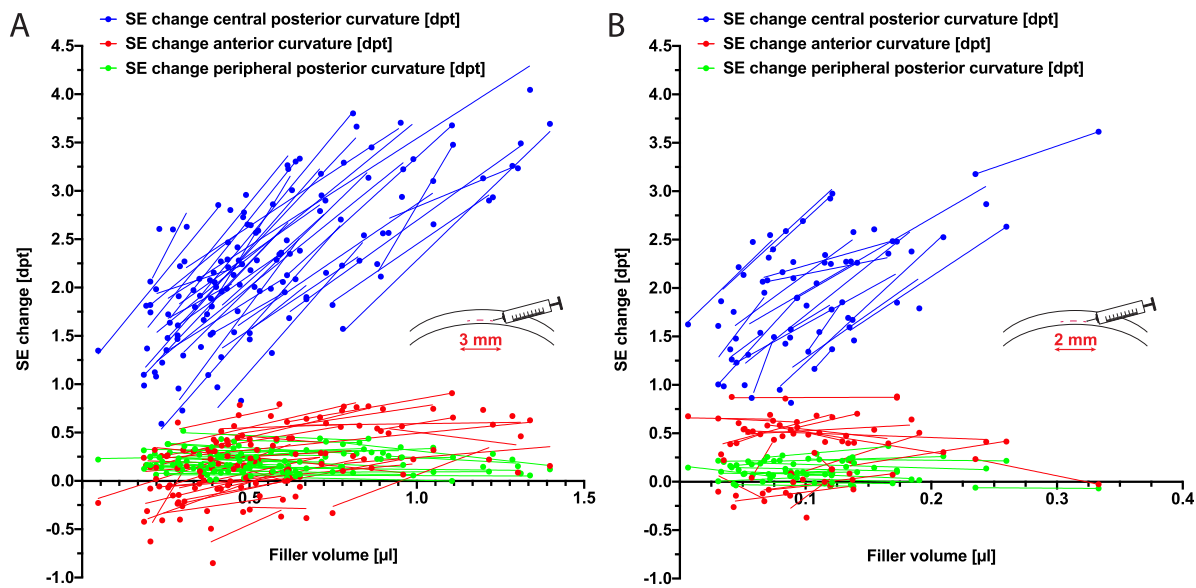 A
SE change central posterior curvature [dpt]
SE change anterior curvature [dpt]
SE change peripheral posterior curvature [dpt]
4.5
4.0
3.5
3.0
2.5
2.0
1.5
1.0
0.5
0.0
-0.5
-1.0
SE change [dpt]
3 mm
0.5
1.0
1.5
Filler volume [µl]
B
SE change central posterior curvature [dpt]
SE change anterior curvature [dpt]
SE change peripheral posterior curvature [dpt]
4.5
4.0
3.5
3.0
2.5
2.0
1.5
1.0
0.5
0.0
-0.5
-1.0
SE change [dpt]
2 mm
0.1
0.2
0.3
0.4
Filler volume [µl]